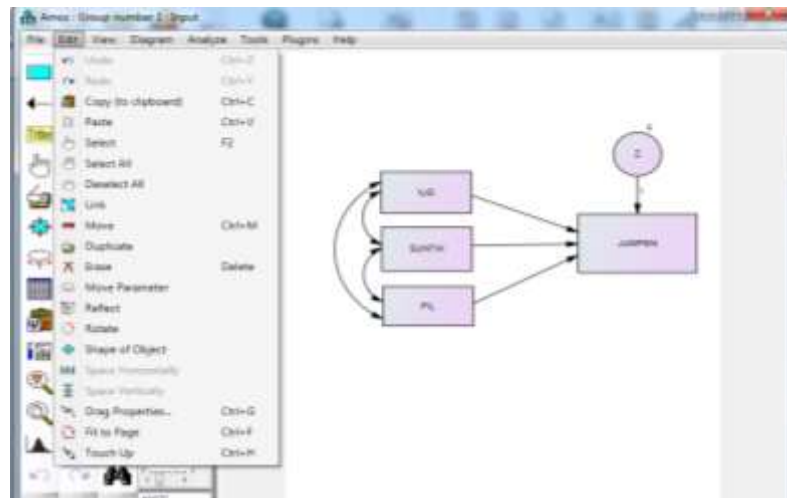 Amos : Group number 1 : Input
File Edit View Diagram Analyze Tools Plugins Help
Undo Ctrl+Z
Redo Ctrl+Y
Copy (to clipboard) Ctrl+C
Paste Ctrl+V
Select F2
Select All
Deselect All
Link
Move Ctrl+M
Duplicate
Erase Delete
Move Parameter
Reflect
Rotate
Shape of Object
Space Horizontally
Space Vertically
Drag Properties... Ctrl+G
Fit to Page Ctrl+F
Touch Up Ctrl+H
Title
Z